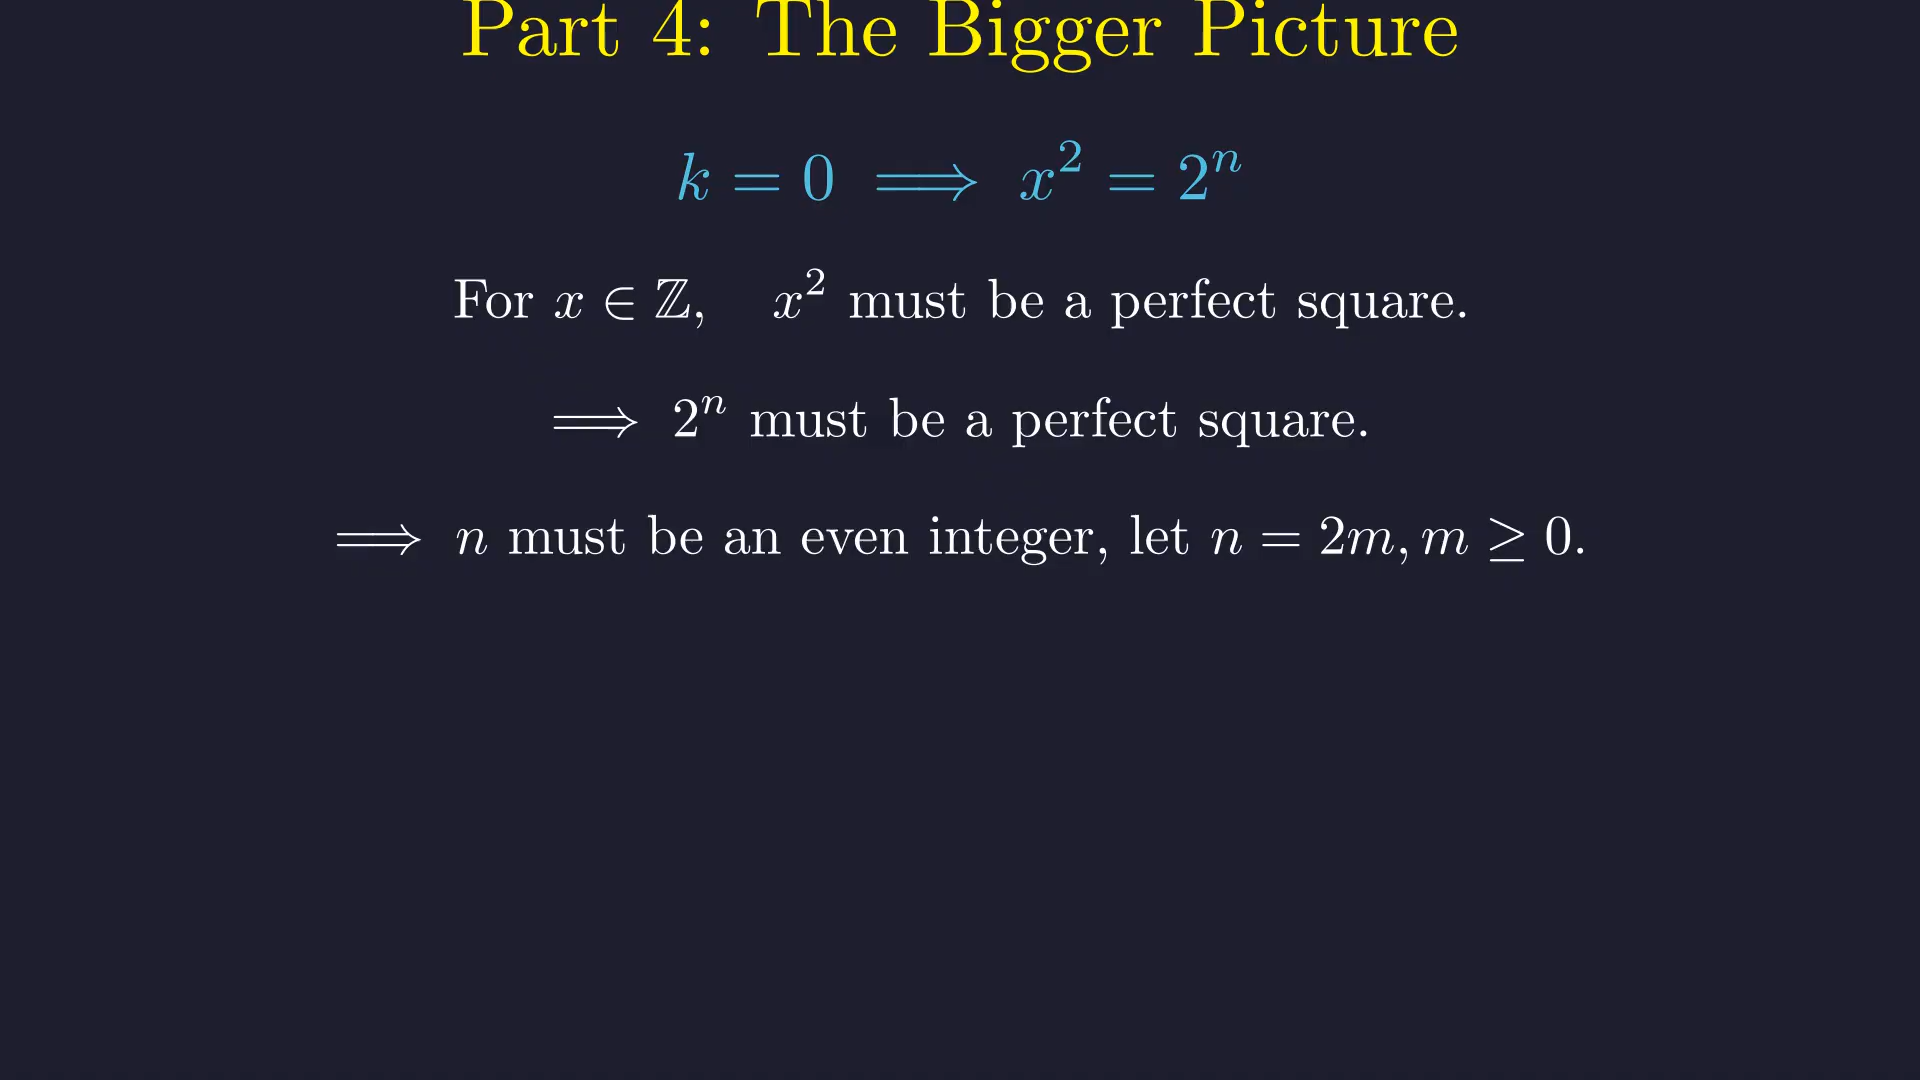 Part 4: The Bigger Picture
k = 0 ⟹ x² = 2ⁿ
For x ∈ ℤ, x² must be a perfect square.
⟹ 2ⁿ must be a perfect square.
⟹ n must be an even integer, let n = 2m, m ≥ 0.